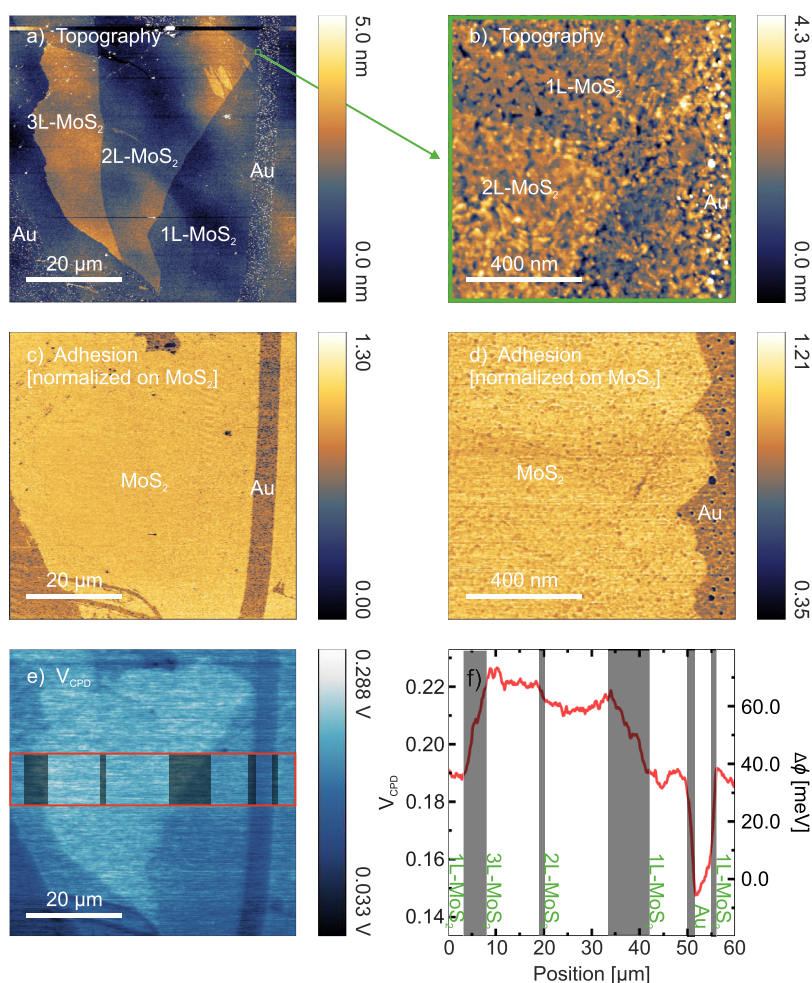 a) Topography
3L-MoS₂
2L-MoS₂
Au
Au
1L-MoS₂
20 µm
5.0 nm
0.0 nm
b) Topography
1L-MoS₂
2L-MoS₂
Au
400 nm
4.3 nm
0.0 nm
c) Adhesion
[normalized on MoS₂]
MoS₂
Au
20 µm
1.30
0.00
d) Adhesion
[normalized on MoS₂]
MoS₂
Au
400 nm
1.21
0.35
e) V_CPD
20 µm
0.288 V
0.033 V
f)
0.22
0.20
0.18
0.16
0.14
V_CPD
60.0
40.0
20.0
0.0
Δϕ [meV]
1L-MoS₂
3L-MoS₂
2L-MoS₂
1L-MoS₂
Au
1L-MoS₂
0 10 20 30 40 50 60
Position [µm]